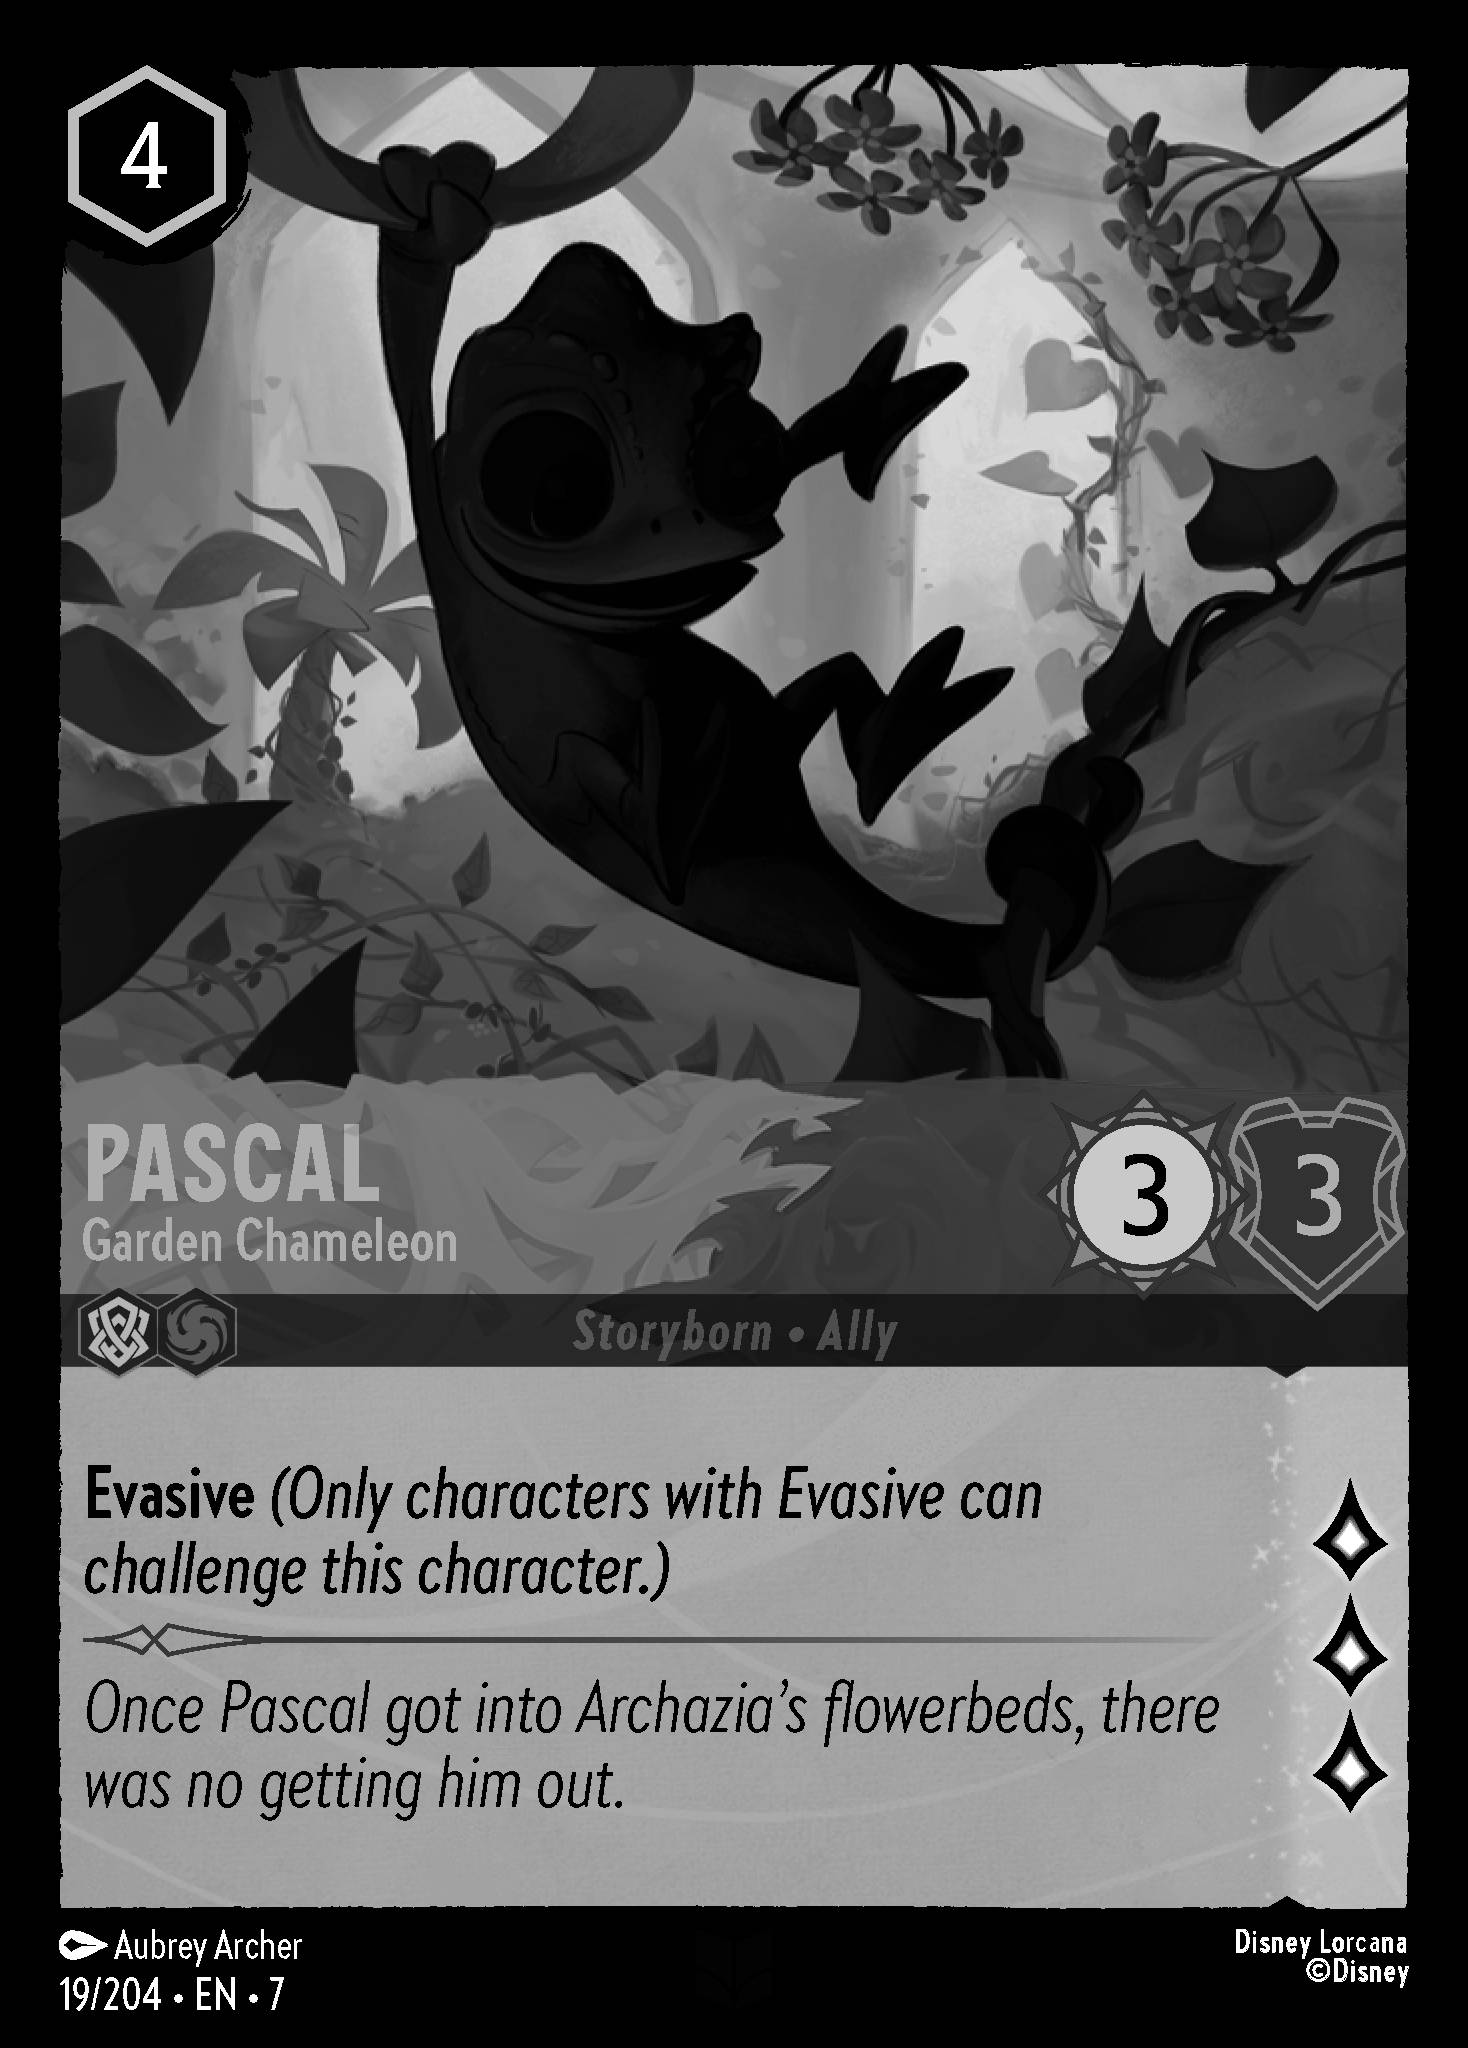 4
PASCAL
Garden Chameleon
3
3
Storyborn • Ally
Evasive (Only characters with Evasive can
challenge this character.)
Once Pascal got into Archazia's flowerbeds, there
was no getting him out.
Aubrey Archer
19/204 • EN • 7
Disney Lorcana
©Disney